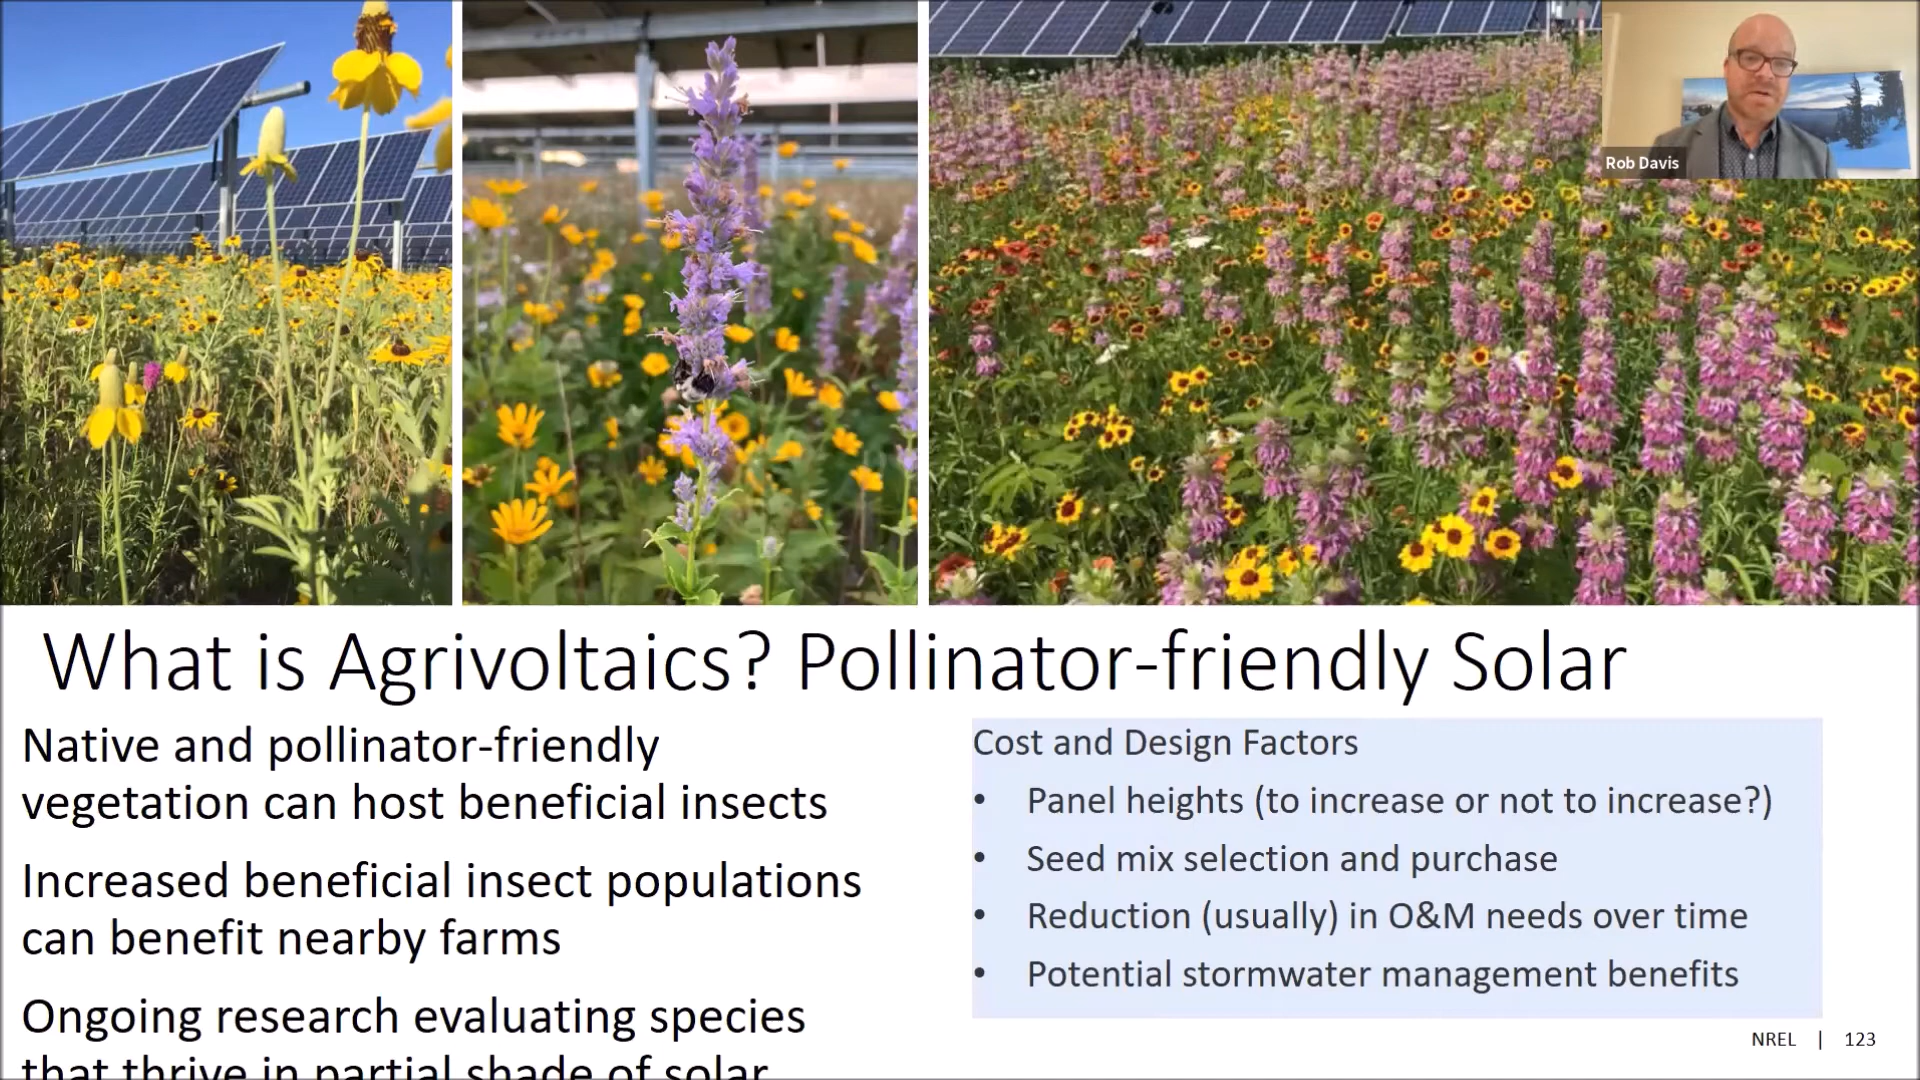 Rob Davis
What is Agrivoltaics? Pollinator-friendly Solar
Native and pollinator-friendly
vegetation can host beneficial insects
Increased beneficial insect populations
can benefit nearby farms
Ongoing research evaluating species
that thrive in partial shade of solar
Cost and Design Factors
• Panel heights (to increase or not to increase?)
• Seed mix selection and purchase
• Reduction (usually) in O&M needs over time
• Potential stormwater management benefits
NREL | 123